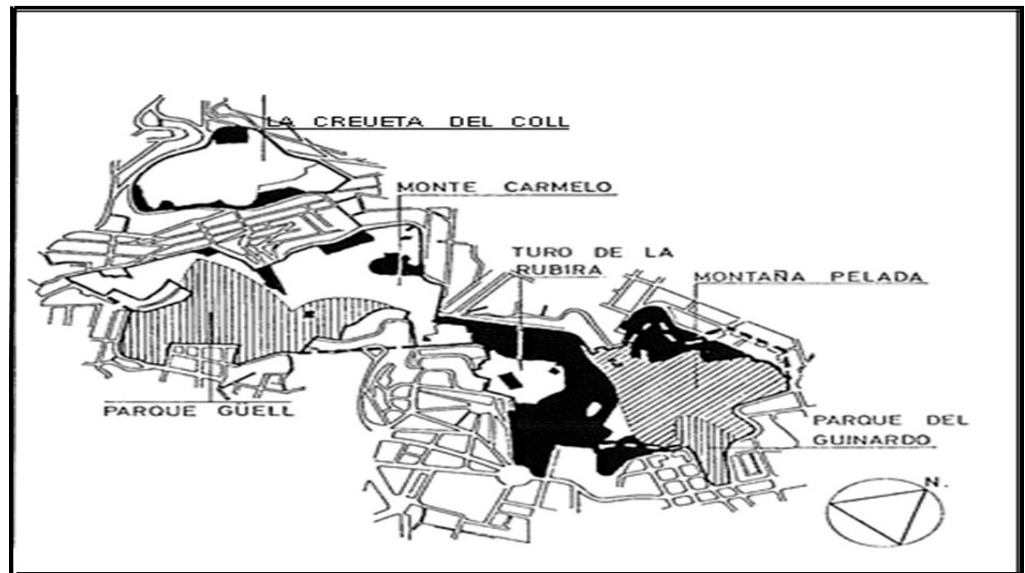 LA CREUETA DEL COLL
MONTE CARMELO
TURO DE LA
RUBIRA
MONTAÑA PELADA
PARQUE GÜELL
PARQUE DEL
GUINARDO
N.